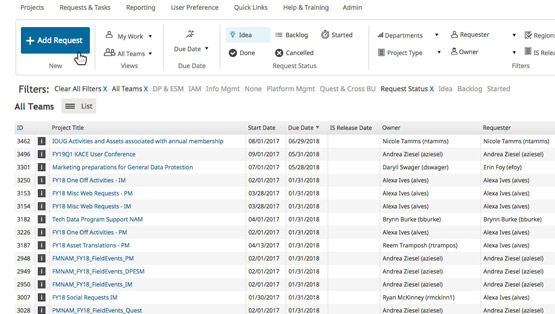 Projects Requests & Tasks Reporting User Preference Quick Links Help & Training Admin
+ Add Request My Work Due Date Idea Backlog Started Departments Requester Regions
All Teams Done Cancelled Project Type Owner IS Relea
New Views Due Date Request Status Filters
Filters: Clear All Filters X All Teams X DP & ESM IAM Info Mgmt None Platform Mgmt Quest & Cross BU Request Status X Idea Backlog Started
All Teams List
ID Project Title Start Date Due Date IS Release Date Owner Requester
3462 IOUG Activities and Assets associated with annual membership 08/01/2017 06/29/2018 Nicole Tamms (ntamms) Nicole Tamms (ntamms)
3496 FY19Q1 KACE User Conference 09/01/2017 05/31/2018 Andrea Ziesel (aziesel) Andrea Ziesel (aziesel)
3301 Marketing preparations for General Data Protection 07/01/2017 05/28/2018 Daryll Swager (dswager) Erin Foy (efoy)
3250 FY18 One Off Activities - IM 02/01/2017 01/31/2018 Alexa Ives (aives) Alexa Ives (aives)
3153 FY18 Misc Web Requests - PM 03/28/2017 01/31/2018 Alexa Ives (aives) Alexa Ives (aives)
3154 FY18 Misc Web Requests - IM 03/28/2017 01/31/2018 Alexa Ives (aives) Alexa Ives (aives)
3182 Tech Data Program Support NAM 04/01/2017 01/31/2018 Brynn Burke (bburke) Brynn Burke (bburke)
3226 FY18 One Off Activities - PM 02/01/2017 01/31/2018 Alexa Ives (aives) Alexa Ives (aives)
3187 FY18 Asset Translations - PM 04/13/2017 01/31/2018 Reem Tramposh (rtramposh) Alexa Ives (aives)
2948 FMNAM_FY18_FieldEvents_PM 02/01/2017 01/31/2018 Andrea Ziesel (aziesel) Andrea Ziesel (aziesel)
2949 FMNAM_FY18_FieldEvents_DPESM 02/01/2017 01/31/2018 Andrea Ziesel (aziesel) Andrea Ziesel (aziesel)
2950 FMNAM_FY18_FieldEvents_IM 02/01/2017 01/31/2018 Andrea Ziesel (aziesel) Andrea Ziesel (aziesel)
3007 FY18 Social Requests IM 01/30/2017 01/31/2018 Ryan McKinney (rmckinn1) Alexa Ives (aives)
3028 PMNAM_FY18_FieldEvents_Quest 02/01/2017 01/31/2018 Andrea Ziesel (aziesel) Andrea Ziesel (aziesel)